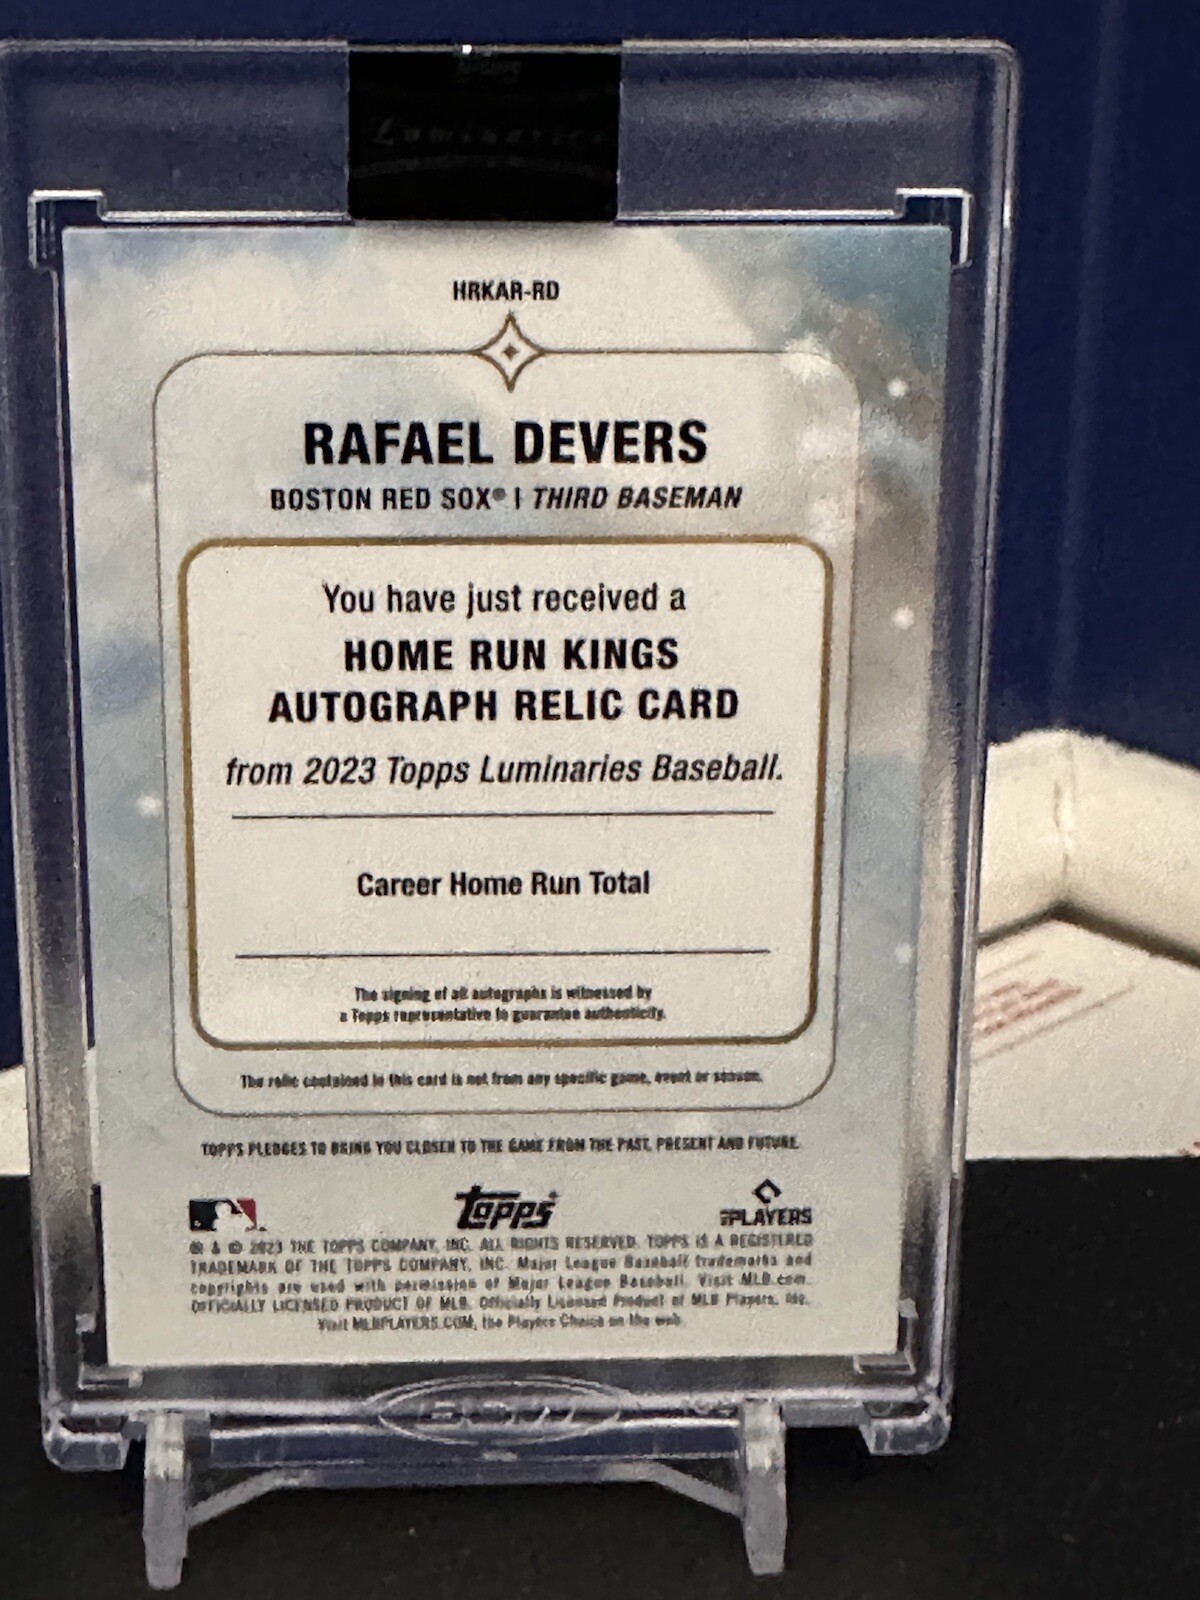 Luminaries
HRKAR-RD
RAFAEL DEVERS
BOSTON RED SOX® | THIRD BASEMAN
You have just received a
HOME RUN KINGS
AUTOGRAPH RELIC CARD
from 2023 Topps Luminaries Baseball.
Career Home Run Total
The signing of all autographs is witnessed by
a Topps representative to guarantee authenticity.
The relic contained in this card is not from any specific game, event or season.
TOPPS PLEDGES TO BRING YOU CLOSER TO THE GAME FROM THE PAST, PRESENT AND FUTURE.
Topps
PLAYERS
® & © 2023 THE TOPPS COMPANY, INC. ALL RIGHTS RESERVED. TOPPS IS A REGISTERED
TRADEMARK OF THE TOPPS COMPANY, INC. Major League Baseball trademarks and
copyrights are used with permission of Major League Baseball. Visit MLB.com.
OFFICIALLY LICENSED PRODUCT OF MLB. Officially Licensed Product of MLB Players, Inc.
Visit MLBPLAYERS.COM, the Players Choice on the web.
BCW